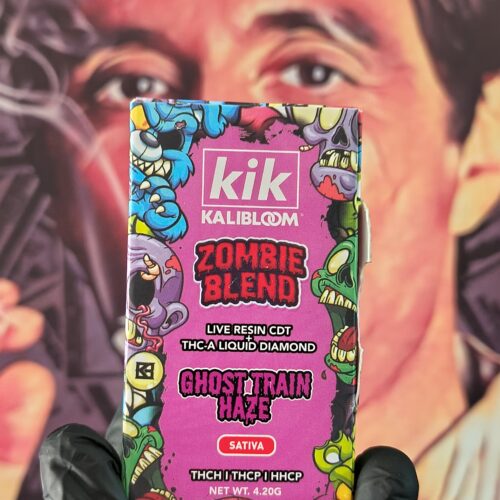 kik
KALIBLOOM
ZOMBIE
BLEND
LIVE RESIN CDT
+
THC-A LIQUID DIAMOND
GHOST TRAIN
HAZE
SATIVA
THCH | THCP | HHCP
NET WT. 4.20G